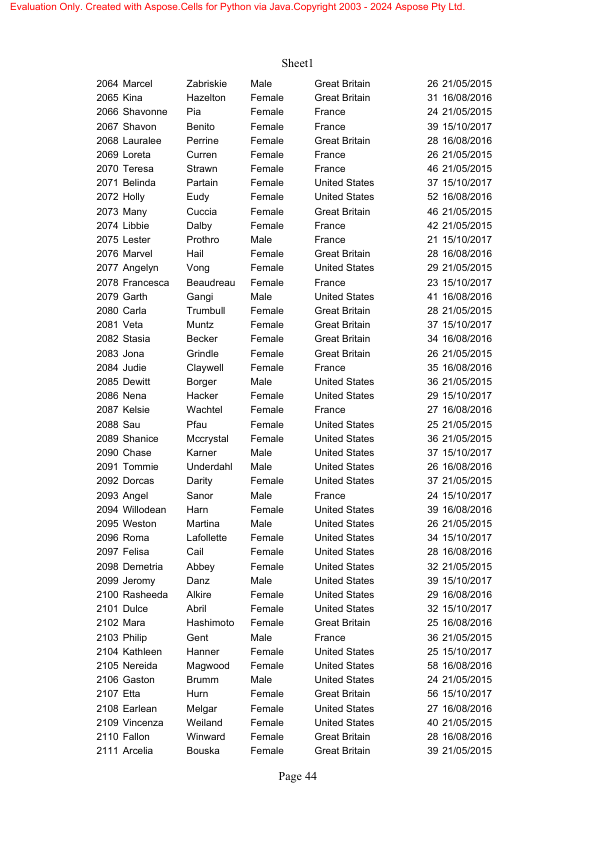 Evaluation Only. Created with Aspose.Cells for Python via Java.Copyright 2003 - 2024 Aspose Pty Ltd.
Sheet1
2064 Marcel Zabriskie Male Great Britain 26 21/05/2015
2065 Kina Hazelton Female Great Britain 31 16/08/2016
2066 Shavonne Pia Female France 24 21/05/2015
2067 Shavon Benito Female France 39 15/10/2017
2068 Lauralee Perrine Female Great Britain 28 16/08/2016
2069 Loreta Curren Female France 26 21/05/2015
2070 Teresa Strawn Female France 46 21/05/2015
2071 Belinda Partain Female United States 37 15/10/2017
2072 Holly Eudy Female United States 52 16/08/2016
2073 Many Cuccia Female Great Britain 46 21/05/2015
2074 Libbie Dalby Female France 42 21/05/2015
2075 Lester Prothro Male France 21 15/10/2017
2076 Marvel Hail Female Great Britain 28 16/08/2016
2077 Angelyn Vong Female United States 29 21/05/2015
2078 Francesca Beaudreau Female France 23 15/10/2017
2079 Garth Gangi Male United States 41 16/08/2016
2080 Carla Trumbull Female Great Britain 28 21/05/2015
2081 Veta Muntz Female Great Britain 37 15/10/2017
2082 Stasia Becker Female Great Britain 34 16/08/2016
2083 Jona Grindle Female Great Britain 26 21/05/2015
2084 Judie Claywell Female France 35 16/08/2016
2085 Dewitt Borger Male United States 36 21/05/2015
2086 Nena Hacker Female United States 29 15/10/2017
2087 Kelsie Wachtel Female France 27 16/08/2016
2088 Sau Pfau Female United States 25 21/05/2015
2089 Shanice Mccrystal Female United States 36 21/05/2015
2090 Chase Karner Male United States 37 15/10/2017
2091 Tommie Underdahl Male United States 26 16/08/2016
2092 Dorcas Darity Female United States 37 21/05/2015
2093 Angel Sanor Male France 24 15/10/2017
2094 Willodean Harn Female United States 39 16/08/2016
2095 Weston Martina Male United States 26 21/05/2015
2096 Roma Lafollette Female United States 34 15/10/2017
2097 Felisa Cail Female United States 28 16/08/2016
2098 Demetria Abbey Female United States 32 21/05/2015
2099 Jeromy Danz Male United States 39 15/10/2017
2100 Rasheeda Alkire Female United States 29 16/08/2016
2101 Dulce Abril Female United States 32 15/10/2017
2102 Mara Hashimoto Female Great Britain 25 16/08/2016
2103 Philip Gent Male France 36 21/05/2015
2104 Kathleen Hanner Female United States 25 15/10/2017
2105 Nereida Magwood Female United States 58 16/08/2016
2106 Gaston Brumm Male United States 24 21/05/2015
2107 Etta Hurn Female Great Britain 56 15/10/2017
2108 Earlean Melgar Female United States 27 16/08/2016
2109 Vincenza Weiland Female United States 40 21/05/2015
2110 Fallon Winward Female Great Britain 28 16/08/2016
2111 Arcelia Bouska Female Great Britain 39 21/05/2015
Page 44